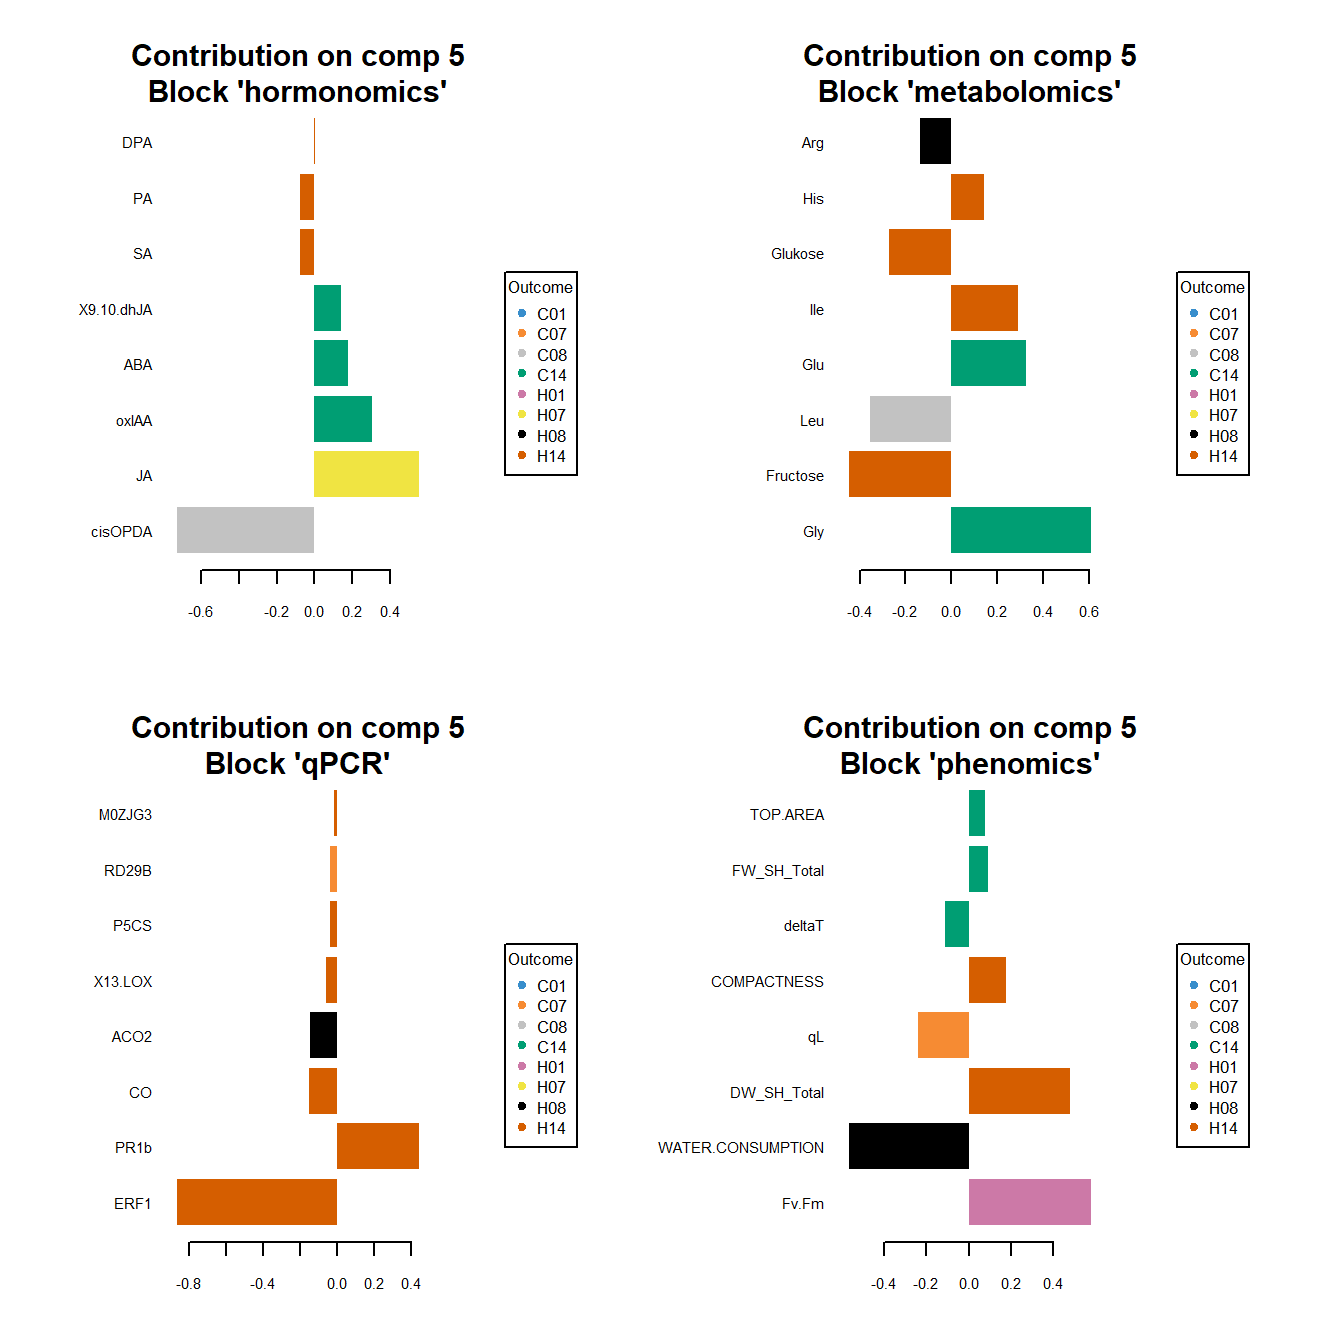 Contribution on comp 5
Block 'hormonomics'
DPA
PA
SA
X9.10.dhJA
ABA
oxIAA
JA
cisOPDA
-0.6 -0.2 0.0 0.2 0.4
Outcome
C01
C07
C08
C14
H01
H07
H08
H14
Contribution on comp 5
Block 'metabolomics'
Arg
His
Glukose
Ile
Glu
Leu
Fructose
Gly
-0.4 -0.2 0.0 0.2 0.4 0.6
Outcome
C01
C07
C08
C14
H01
H07
H08
H14
Contribution on comp 5
Block 'qPCR'
M0ZJG3
RD29B
P5CS
X13.LOX
ACO2
CO
PR1b
ERF1
-0.8 -0.4 0.0 0.4
Outcome
C01
C07
C08
C14
H01
H07
H08
H14
Contribution on comp 5
Block 'phenomics'
TOP.AREA
FW_SH_Total
deltaT
COMPACTNESS
qL
DW_SH_Total
WATER.CONSUMPTION
Fv.Fm
-0.4 -0.2 0.0 0.2 0.4
Outcome
C01
C07
C08
C14
H01
H07
H08
H14